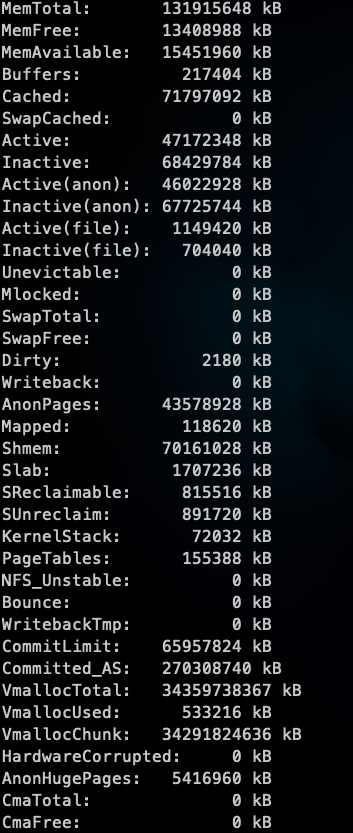 MemTotal: 131915648 kB
MemFree: 13408988 kB
MemAvailable: 15451960 kB
Buffers: 217404 kB
Cached: 71797092 kB
SwapCached: 0 kB
Active: 47172348 kB
Inactive: 68429784 kB
Active(anon): 46022928 kB
Inactive(anon): 67725744 kB
Active(file): 1149420 kB
Inactive(file): 704040 kB
Unevictable: 0 kB
Mlocked: 0 kB
SwapTotal: 0 kB
SwapFree: 0 kB
Dirty: 2180 kB
Writeback: 0 kB
AnonPages: 43578928 kB
Mapped: 118620 kB
Shmem: 70161028 kB
Slab: 1707236 kB
SReclaimable: 815516 kB
SUnreclaim: 891720 kB
KernelStack: 72032 kB
PageTables: 155388 kB
NFS_Unstable: 0 kB
Bounce: 0 kB
WritebackTmp: 0 kB
CommitLimit: 65957824 kB
Committed_AS: 270308740 kB
VmallocTotal: 34359738367 kB
VmallocUsed: 533216 kB
VmallocChunk: 34291824636 kB
HardwareCorrupted: 0 kB
AnonHugePages: 5416960 kB
CmaTotal: 0 kB
CmaFree: 0 kB